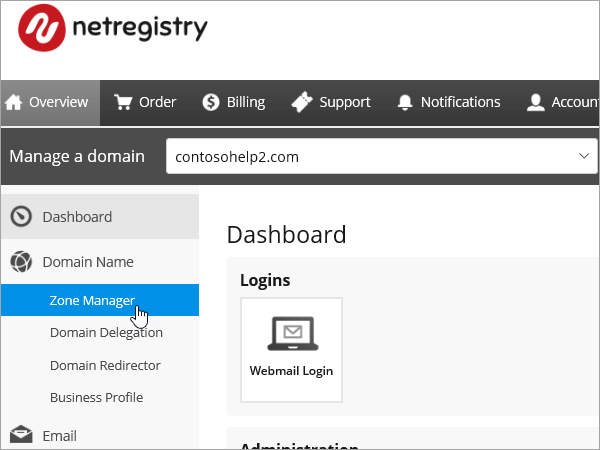 netregistry
Overview Order Billing Support Notifications Accoun
Manage a domain contosohelp2.com
Dashboard
Domain Name
Zone Manager
Domain Delegation
Domain Redirector
Business Profile
Email
Dashboard
Logins
Webmail Login
Administration